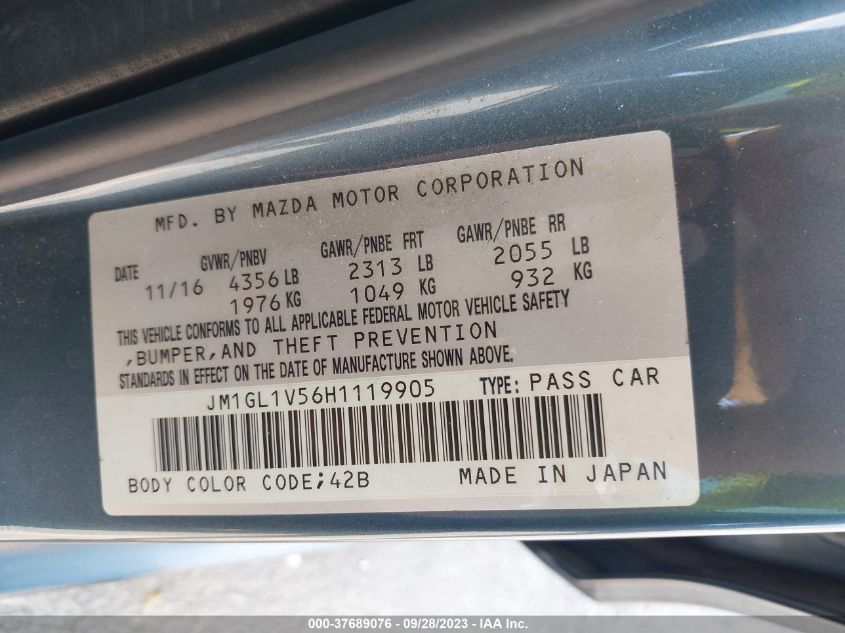 MFD. BY MAZDA MOTOR CORPORATION
DATE GVWR/PNBV GAWR/PNBE FRT GAWR/PNBE RR
11/16 4356 LB 2313 LB 2055 LB
1976 KG 1049 KG 932 KG
THIS VEHICLE CONFORMS TO ALL APPLICABLE FEDERAL MOTOR VEHICLE SAFETY
,BUMPER,AND THEFT PREVENTION
STANDARDS IN EFFECT ON THE DATE OF MANUFACTURE SHOWN ABOVE.
JM1GL1V56H1119905 TYPE: PASS CAR
BODY COLOR CODE;42B MADE IN JAPAN
000-37689076 - 09/28/2023 - IAA Inc.